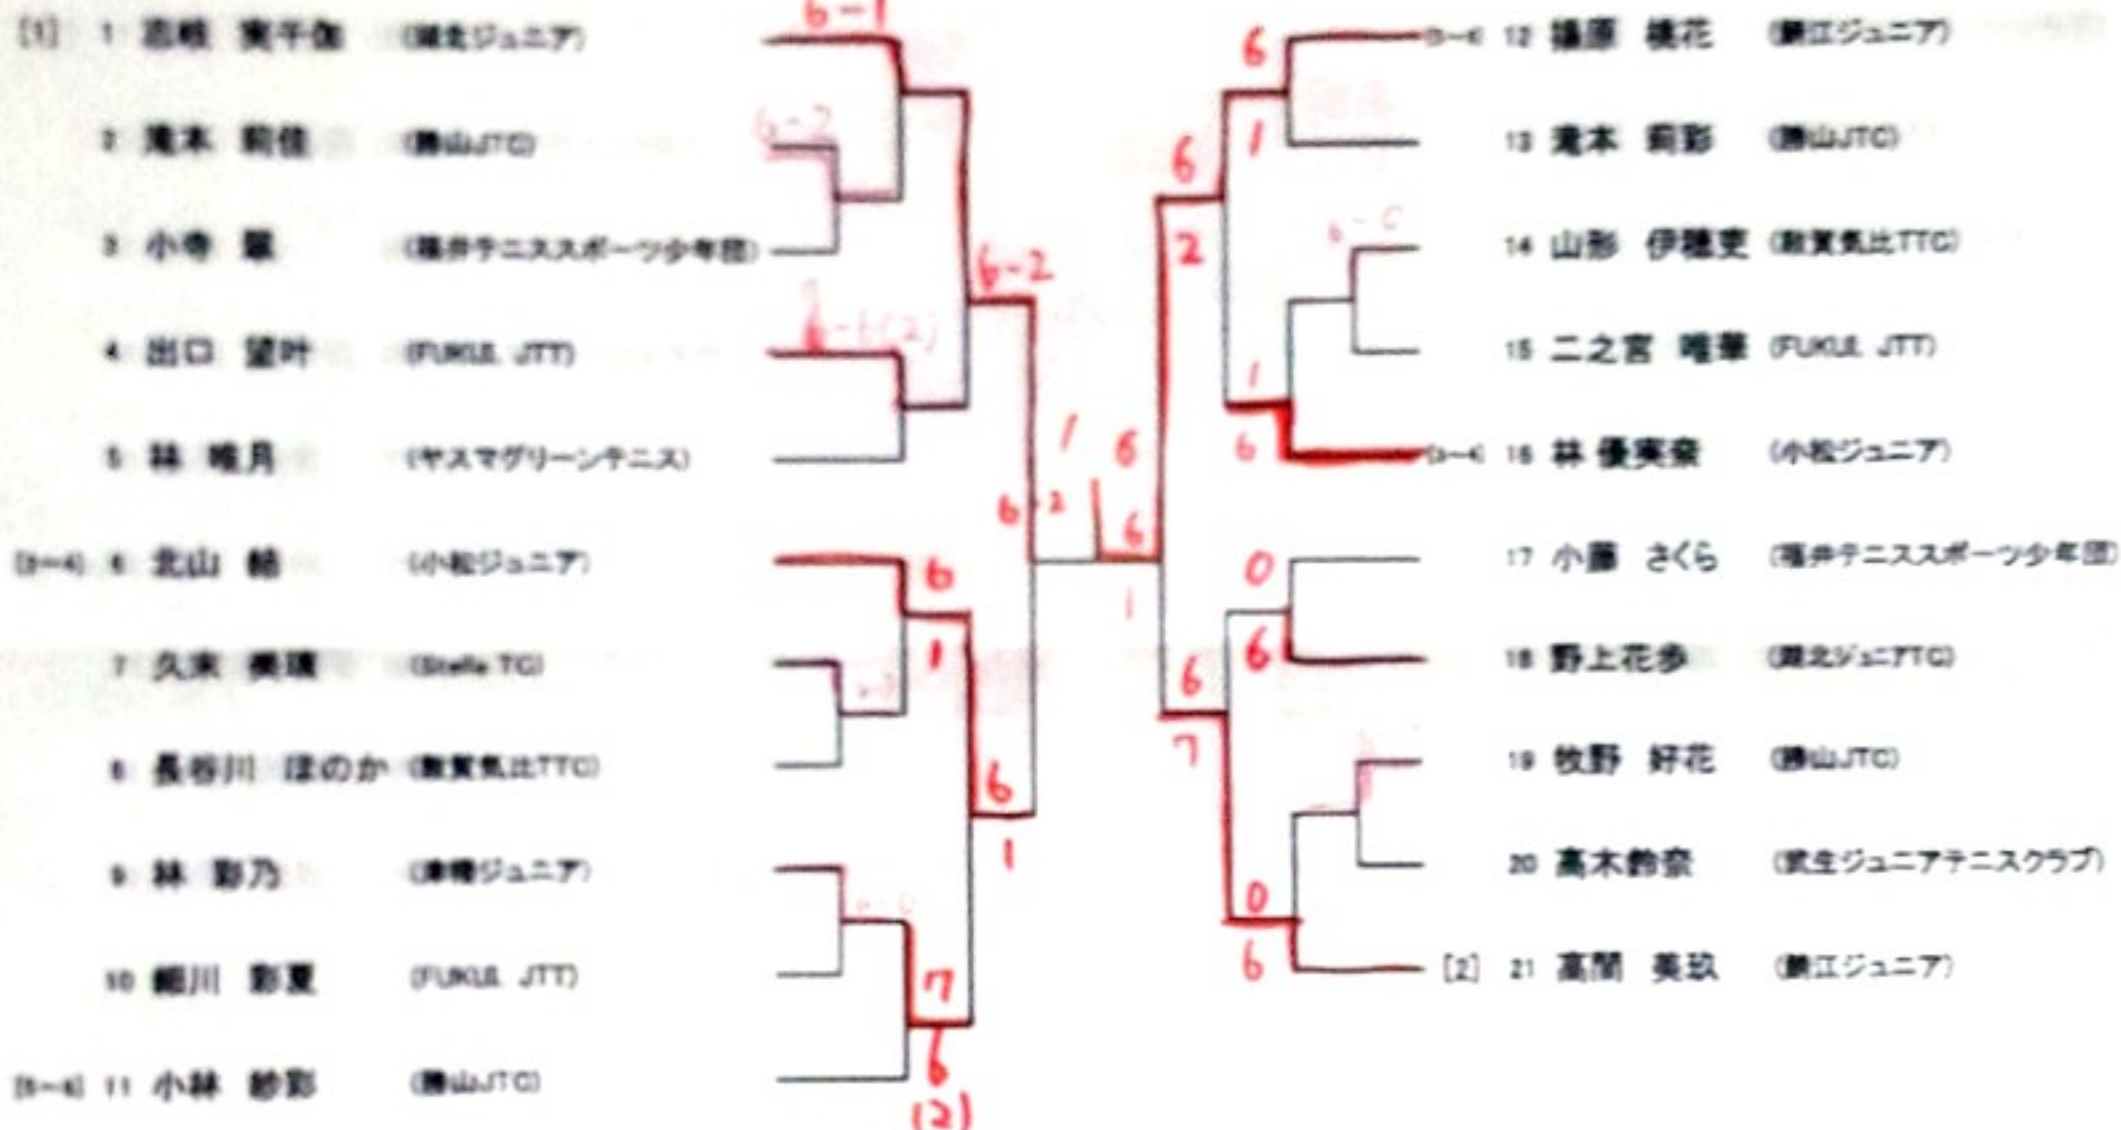 [1] 1 志岐 実千伽 (湖北ジュニア)
2 滝本 莉佳 (勝山JTC)
3 小寺 (福井テニススポーツ少年団)
4 出口 望叶 (FUKUI JTT)
5 林 唯月 (ヤスマグリーンテニス)
[3~4] 6 北山 結 (小松ジュニア)
7 久末 美璃 (Stella TC)
8 長谷川 ほのか (敦賀気比TTC)
9 林 彩乃 (津幡ジュニア)
10 細川 彩夏 (FUKUI JTT)
11 小林 紗彩 (勝山JTC)
6-1
6-2
6-2
6
1
6
1
7
6
(2)
6-2
1 6
6
1
6
2
6
7
6
1
1
6
0
6
0
6
6-0
12 桃花 (鯖江ジュニア)
13 滝本 莉彩 (勝山JTC)
14 山形 伊穂吏 (敦賀気比TTC)
15 二之宮 唯華 (FUKUI JTT)
[3~4] 16 林 優実奈 (小松ジュニア)
17 小藤 さくら (福井テニススポーツ少年団)
18 野上花歩 (湖北ジュニアTC)
19 牧野 好花 (勝山JTC)
20 高木鈴奈 (武生ジュニアテニスクラブ)
[2] 21 高間 美玖 (鯖江ジュニア)